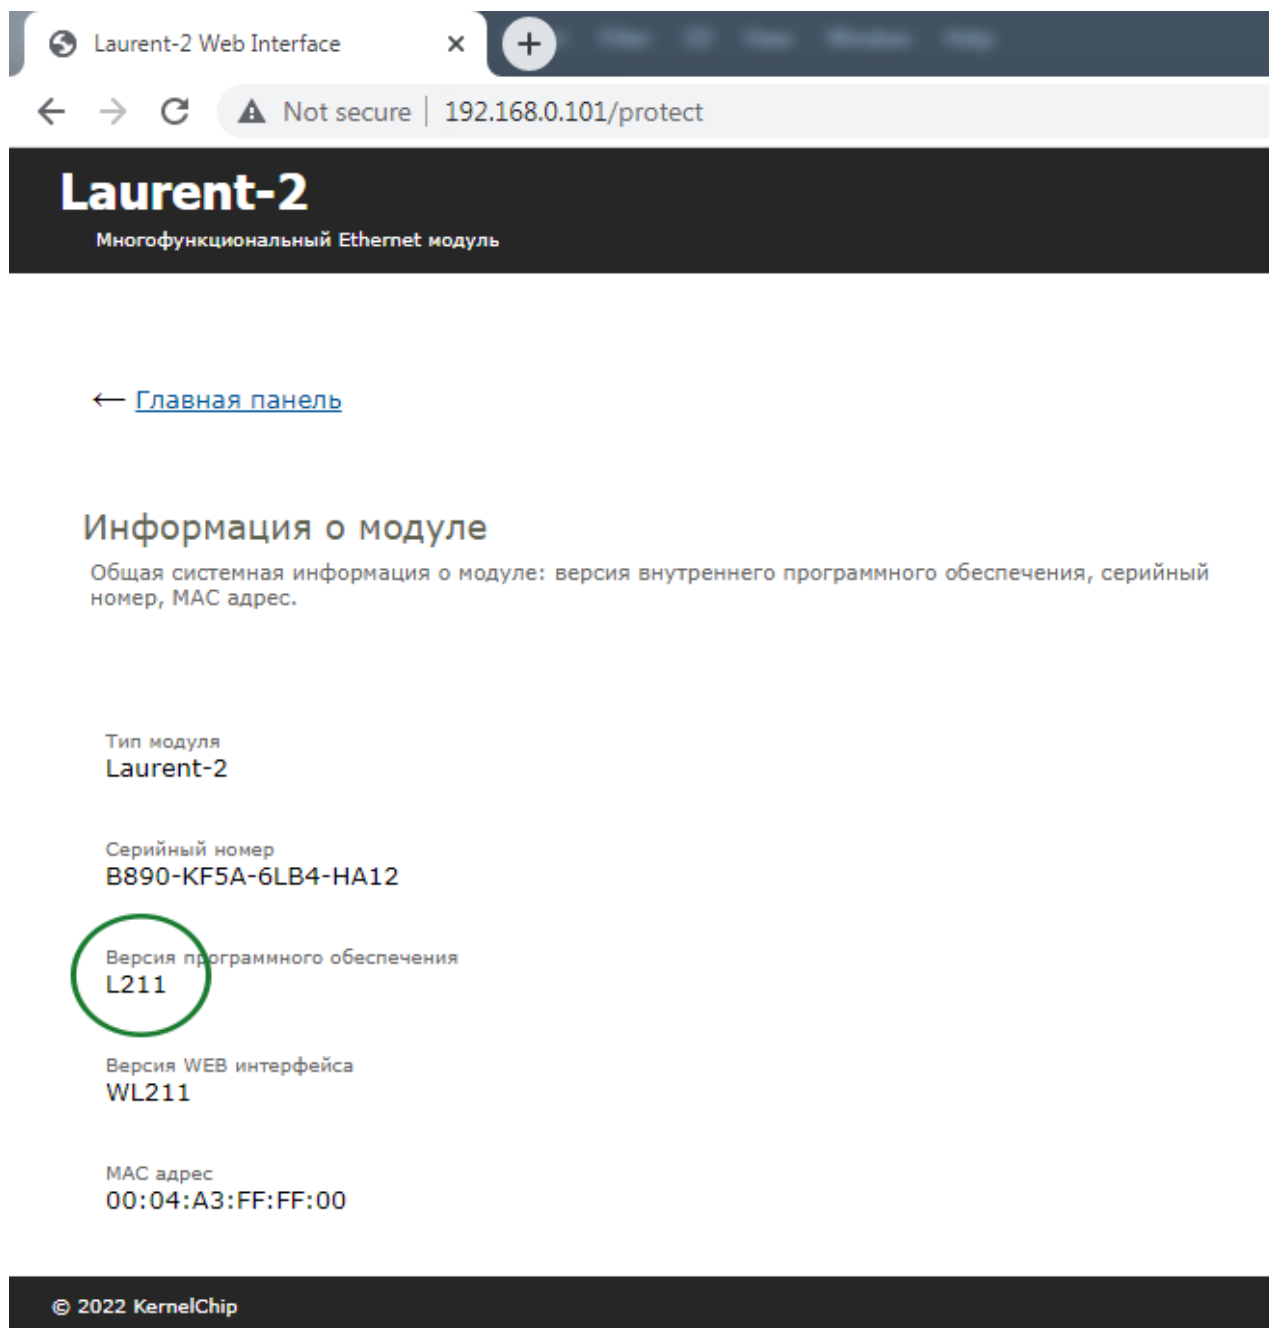 Laurent-2 Web Interface
Not secure | 192.168.0.101/protect
Laurent-2
Многофункциональный Ethernet модуль
← Главная панель
Информация о модуле
Общая системная информация о модуле: версия внутреннего программного обеспечения, серийный
номер, MAC адрес.
Тип модуля
Laurent-2
Серийный номер
B890-KF5A-6LB4-HA12
Версия программного обеспечения
L211
Версия WEB интерфейса
WL211
MAC адрес
00:04:A3:FF:FF:00
© 2022 KernelChip